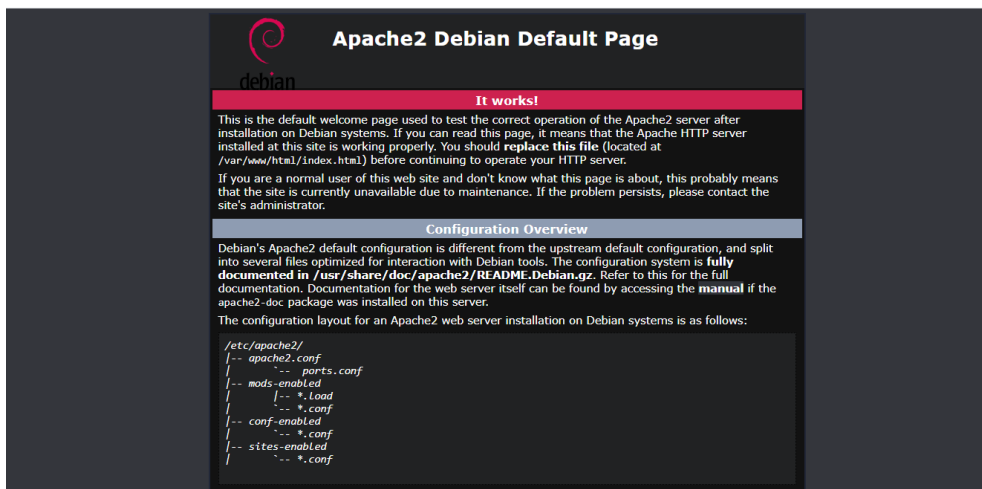 debian
Apache2 Debian Default Page
It works!
This is the default welcome page used to test the correct operation of the Apache2 server after
installation on Debian systems. If you can read this page, it means that the Apache HTTP server
installed at this site is working properly. You should replace this file (located at
/var/www/html/index.html) before continuing to operate your HTTP server.
If you are a normal user of this web site and don't know what this page is about, this probably means
that the site is currently unavailable due to maintenance. If the problem persists, please contact the
site's administrator.
Configuration Overview
Debian's Apache2 default configuration is different from the upstream default configuration, and split
into several files optimized for interaction with Debian tools. The configuration system is fully
documented in /usr/share/doc/apache2/README.Debian.gz. Refer to this for the full
documentation. Documentation for the web server itself can be found by accessing the manual if the
apache2-doc package was installed on this server.
The configuration layout for an Apache2 web server installation on Debian systems is as follows:
/etc/apache2/
|-- apache2.conf
|       `--  ports.conf
|-- mods-enabled
|       |-- *.load
|       `-- *.conf
|-- conf-enabled
|       `-- *.conf
|-- sites-enabled
|       `-- *.conf